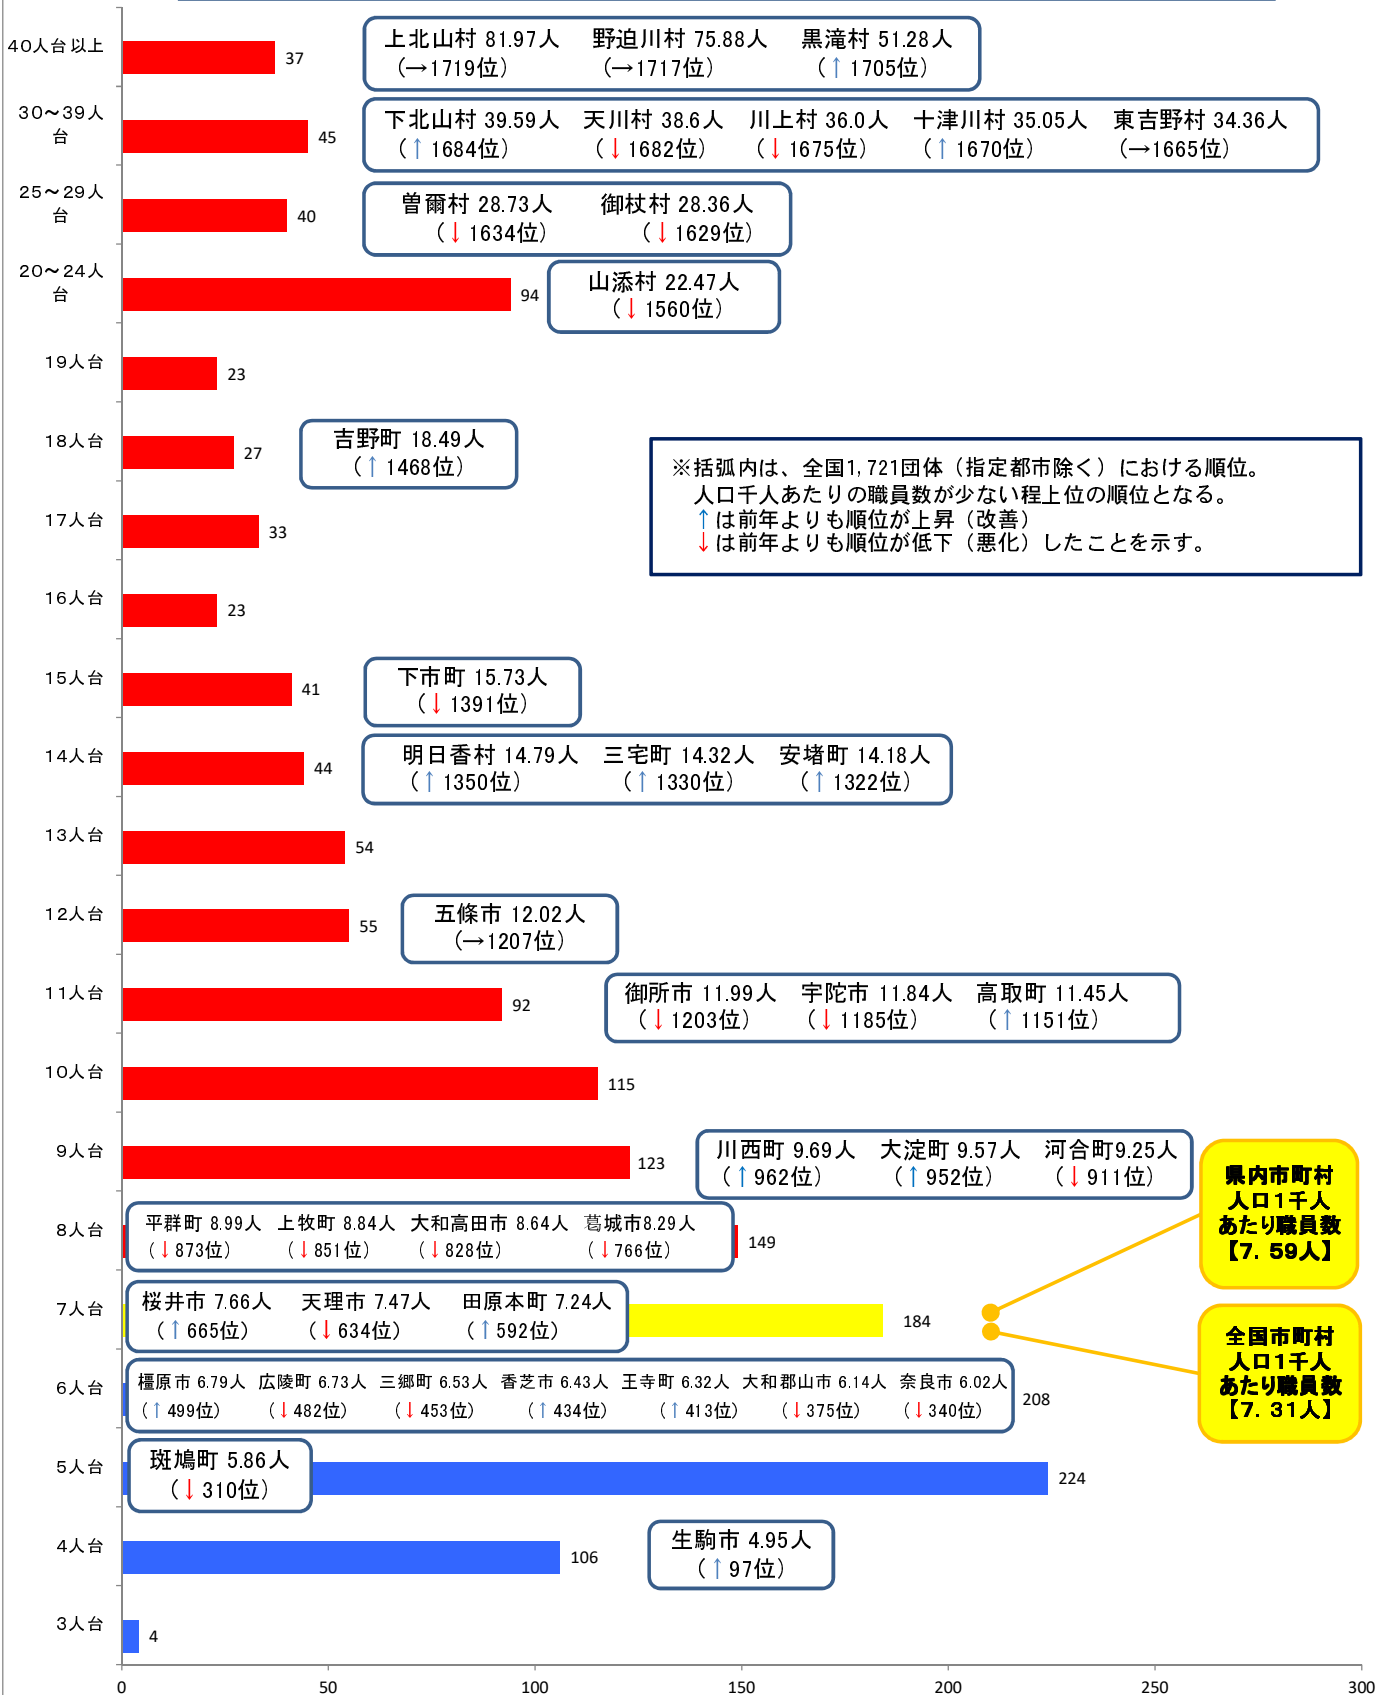 40人台以上
37
上北山村 81.97人 野迫川村 75.88人 黒滝村 51.28人
(→1719位) (→1717位) (↑1705位)
30～39人
台
45
下北山村 39.59人 天川村 38.6人 川上村 36.0人 十津川村 35.05人 東吉野村 34.36人
(↑1684位) (↓1682位) (↓1675位) (↑1670位) (→1665位)
25～29人
台
40
曽爾村 28.73人 御杖村 28.36人
(↓1634位) (↓1629位)
20～24人
台
94
山添村 22.47人
(↓1560位)
19人台
23
18人台
27
吉野町 18.49人
(↑1468位)
※括弧内は、全国1,721団体（指定都市除く）における順位。
人口千人あたりの職員数が少ない程上位の順位となる。
↑は前年よりも順位が上昇（改善）
↓は前年よりも順位が低下（悪化）したことを示す。
17人台
33
16人台
23
15人台
41
下市町 15.73人
(↓1391位)
14人台
44
明日香村 14.79人 三宅町 14.32人 安堵町 14.18人
(↑1350位) (↑1330位) (↑1322位)
13人台
54
12人台
55
五條市 12.02人
(→1207位)
11人台
92
御所市 11.99人 宇陀市 11.84人 高取町 11.45人
(↓1203位) (↓1185位) (↑1151位)
10人台
115
9人台
123
川西町 9.69人 大淀町 9.57人 河合町9.25人
(↑962位) (↑952位) (↓911位)
県内市町村
人口1千人
あたり職員数
【7.59人】
8人台
平群町 8.99人 上牧町 8.84人 大和高田市 8.64人 葛城市8.29人
(↓873位) (↓851位) (↓828位) (↓766位)
149
7人台
桜井市 7.66人 天理市 7.47人 田原本町 7.24人
(↑665位) (↓634位) (↑592位)
184
全国市町村
人口1千人
あたり職員数
【7.31人】
6人台
橿原市 6.79人 広陵町 6.73人 三郷町 6.53人 香芝市 6.43人 王寺町 6.32人 大和郡山市 6.14人 奈良市 6.02人
(↑499位) (↓482位) (↓453位) (↑434位) (↑413位) (↓375位) (↓340位)
208
5人台
斑鳩町 5.86人
(↓310位)
224
4人台
106
生駒市 4.95人
(↑97位)
3人台
4
0 50 100 150 200 250 300